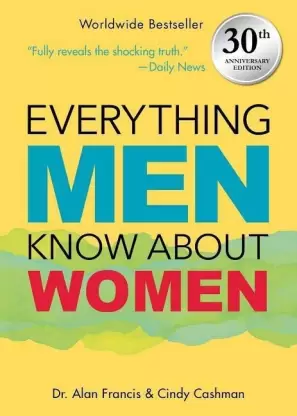 Worldwide Bestseller
"Fully reveals the shocking truth."
—Daily News
30th
ANNIVERSARY
EDITION
EVERYTHING
MEN
KNOW ABOUT
WOMEN
Dr. Alan Francis & Cindy Cashman